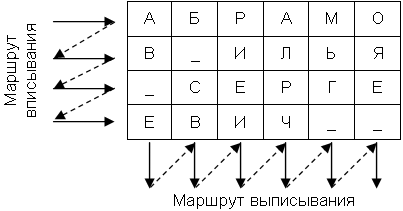 Маршрут
вписывания
А Б Р А М О
В _ И Л Ь Я
_ С Е Р Г Е
Е В И Ч _ _
Маршрут выписывания